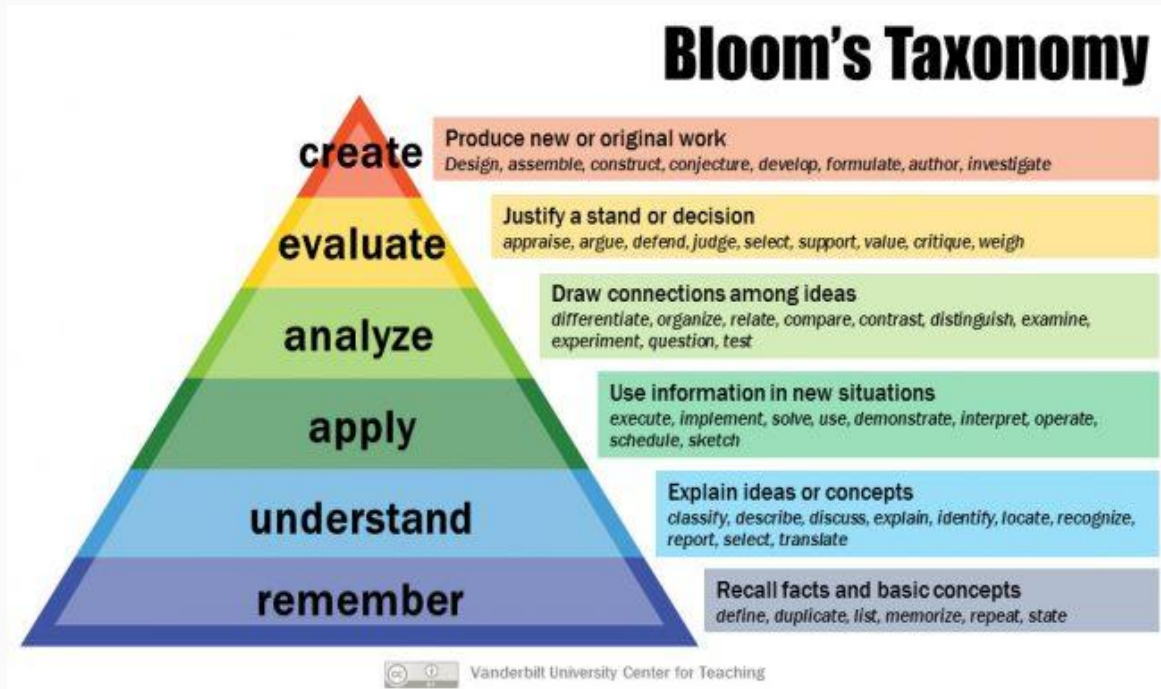 Bloom's Taxonomy
create
Produce new or original work
Design, assemble, construct, conjecture, develop, formulate, author, investigate
evaluate
Justify a stand or decision
appraise, argue, defend, judge, select, support, value, critique, weigh
analyze
Draw connections among ideas
differentiate, organize, relate, compare, contrast, distinguish, examine,
experiment, question, test
apply
Use information in new situations
execute, implement, solve, use, demonstrate, interpret, operate,
schedule, sketch
understand
Explain ideas or concepts
classify, describe, discuss, explain, identify, locate, recognize,
report, select, translate
remember
Recall facts and basic concepts
define, duplicate, list, memorize, repeat, state
cc
Vanderbilt University Center for Teaching